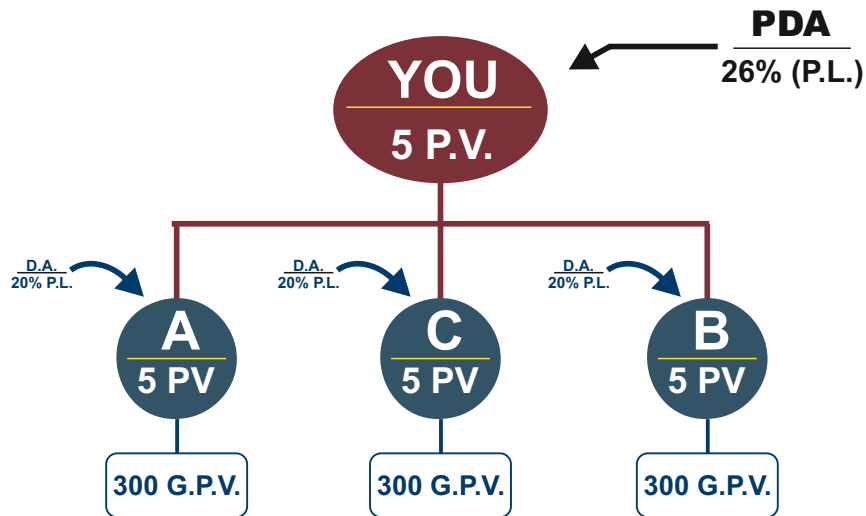 PDA
26% (P.L.)
YOU
5 P.V.
D.A.
20% P.L.
D.A.
20% P.L.
D.A.
20% P.L.
A
5 PV
C
5 PV
B
5 PV
300 G.P.V.
300 G.P.V.
300 G.P.V.